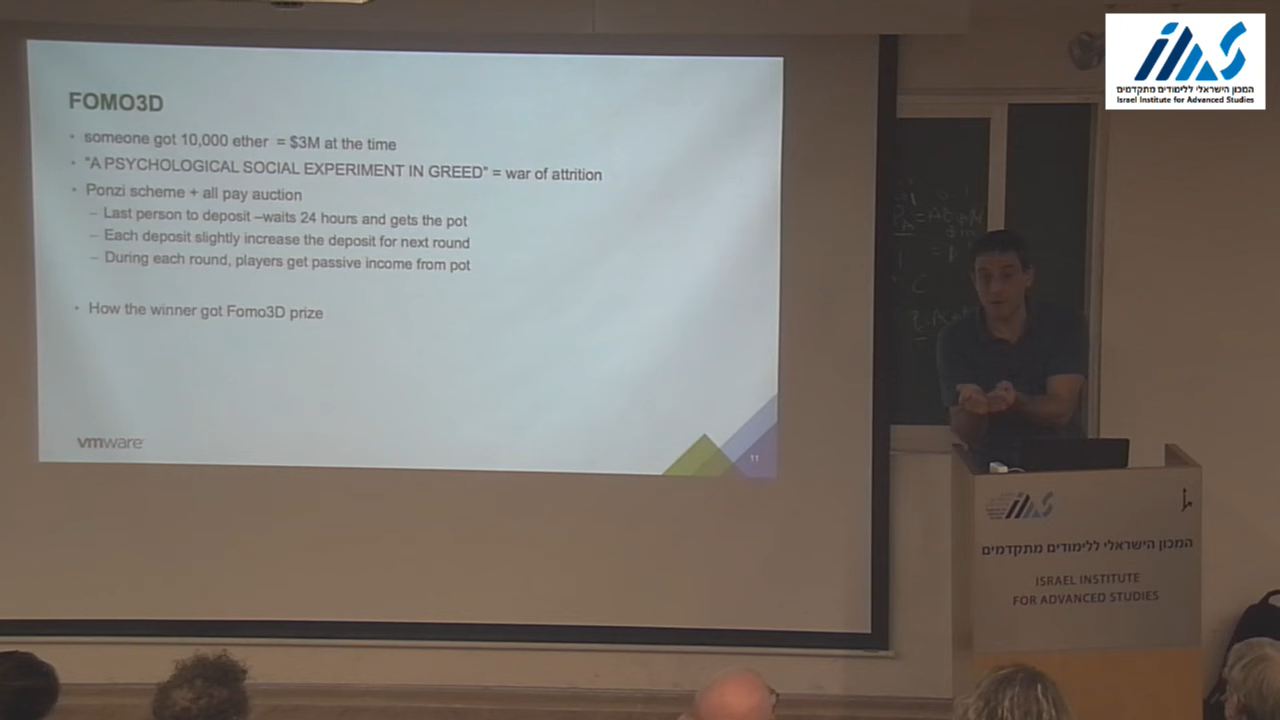 FOMO3D
• someone got 10,000 ether = $3M at the time
• "A PSYCHOLOGICAL SOCIAL EXPERIMENT IN GREED" = war of attrition
• Ponzi scheme + all pay auction
– Last person to deposit –waits 24 hours and gets the pot
– Each deposit slightly increase the deposit for next round
– During each round, players get passive income from pot
• How the winner got Fomo3D prize
vmware
11
המכון הישראלי ללימודים מתקדמים
Israel Institute for Advanced Studies
המכון הישראלי ללימודים מתקדמים
ISRAEL INSTITUTE
FOR ADVANCED STUDIES